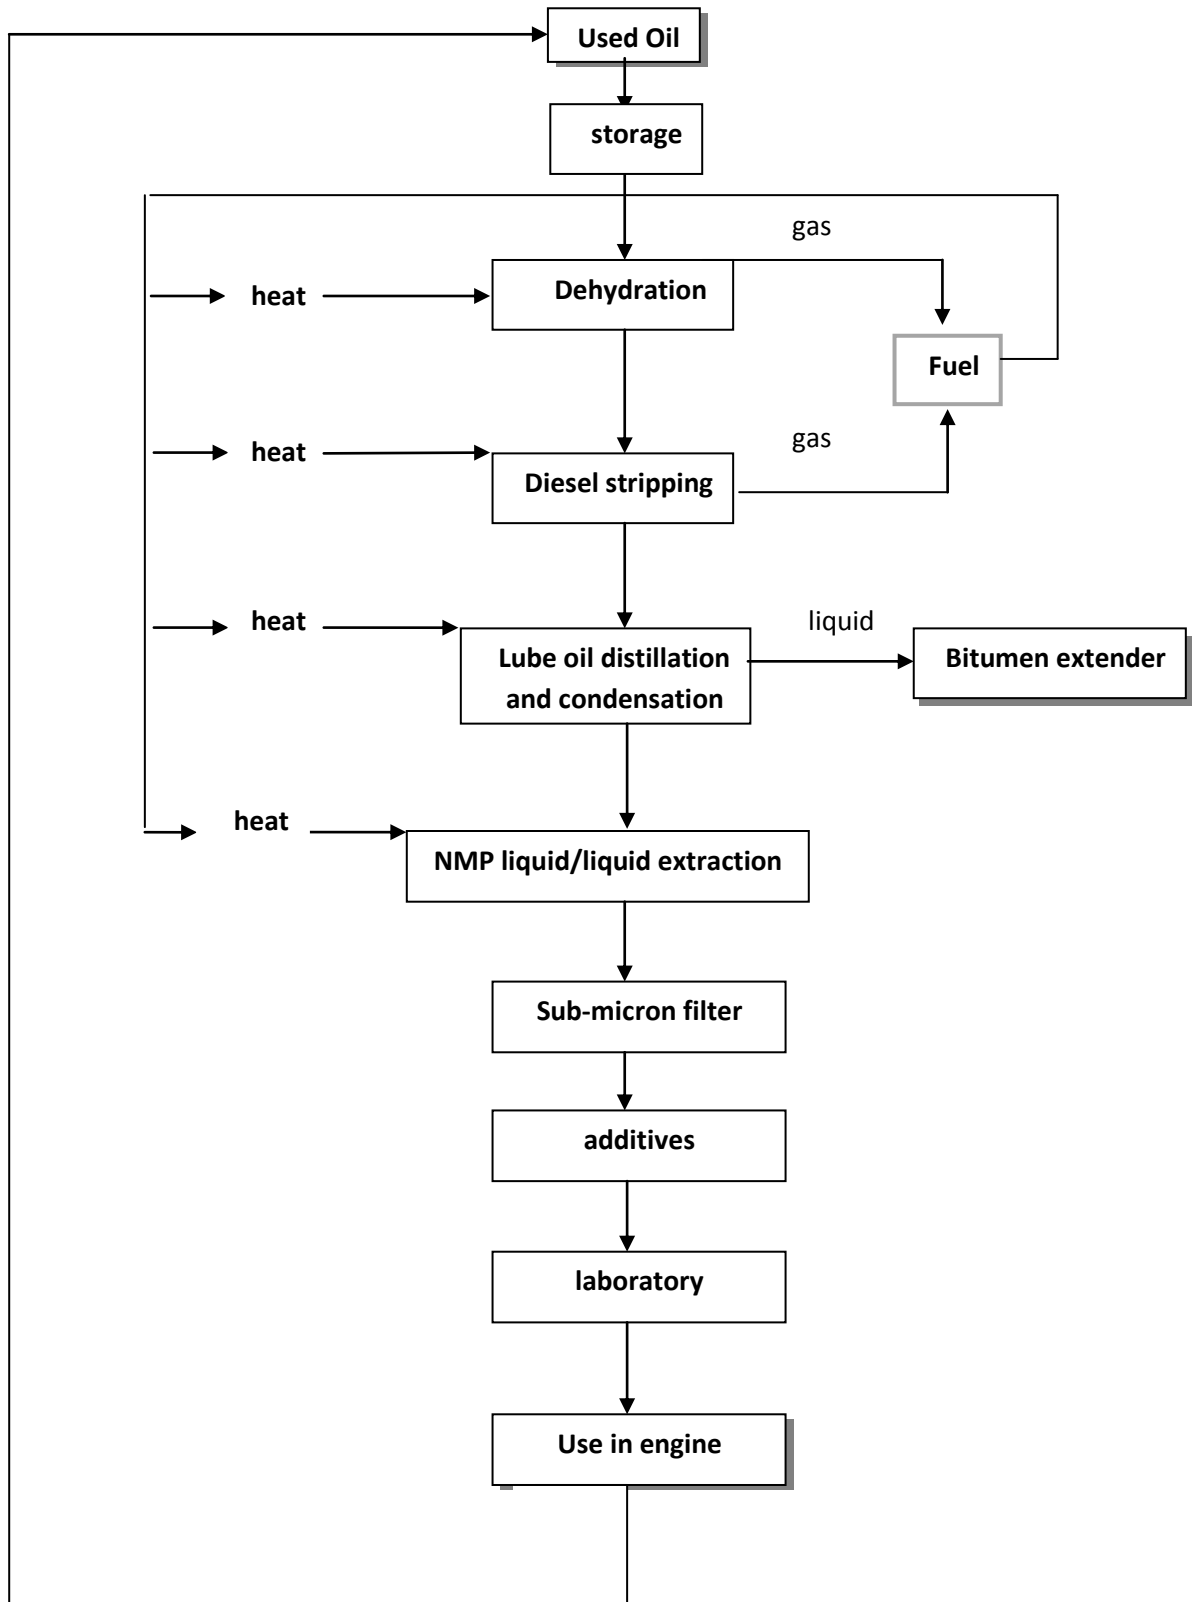 Used Oil
storage
gas
heat
Dehydration
Fuel
gas
heat
Diesel stripping
heat
liquid
Lube oil distillation
and condensation
Bitumen extender
heat
NMP liquid/liquid extraction
Sub-micron filter
additives
laboratory
Use in engine